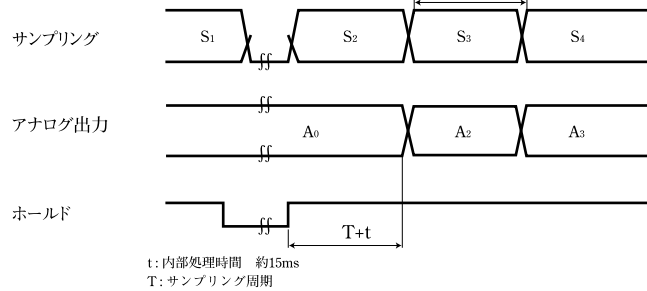 サンプリング S1 S2 S3 S4
アナログ出力 A0 A2 A3
ホールド
T+t
t : 内部処理時間　約15ms
T : サンプリング周期